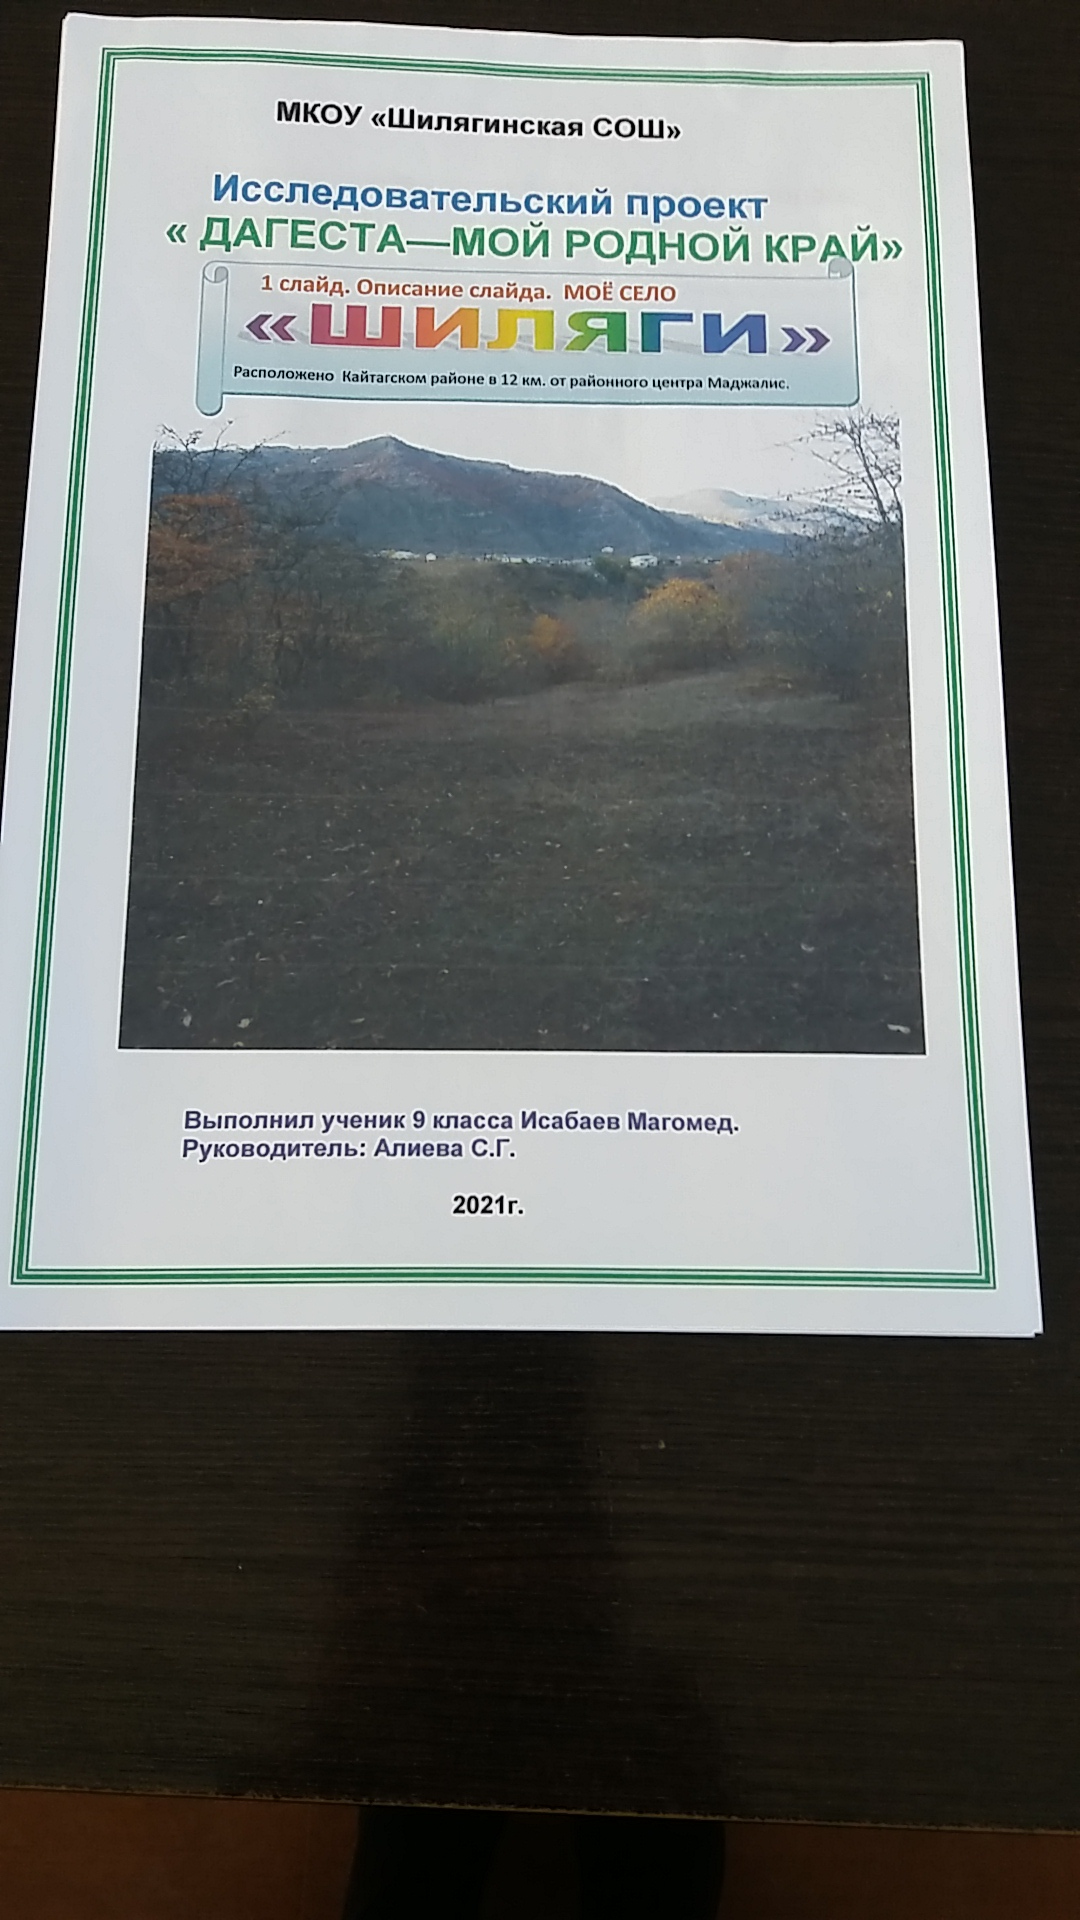 МКОУ «Шилягинская СОШ»
Исследовательский проект
« ДАГЕСТА—МОЙ РОДНОЙ КРАЙ»
1 слайд. Описание слайда. МОЁ СЕЛО
«ШИЛЯГИ»
Расположено Кайтагском районе в 12 км. от районного центра Маджалис.
Выполнил ученик 9 класса Исабаев Магомед.
Руководитель: Алиева С.Г.
2021г.